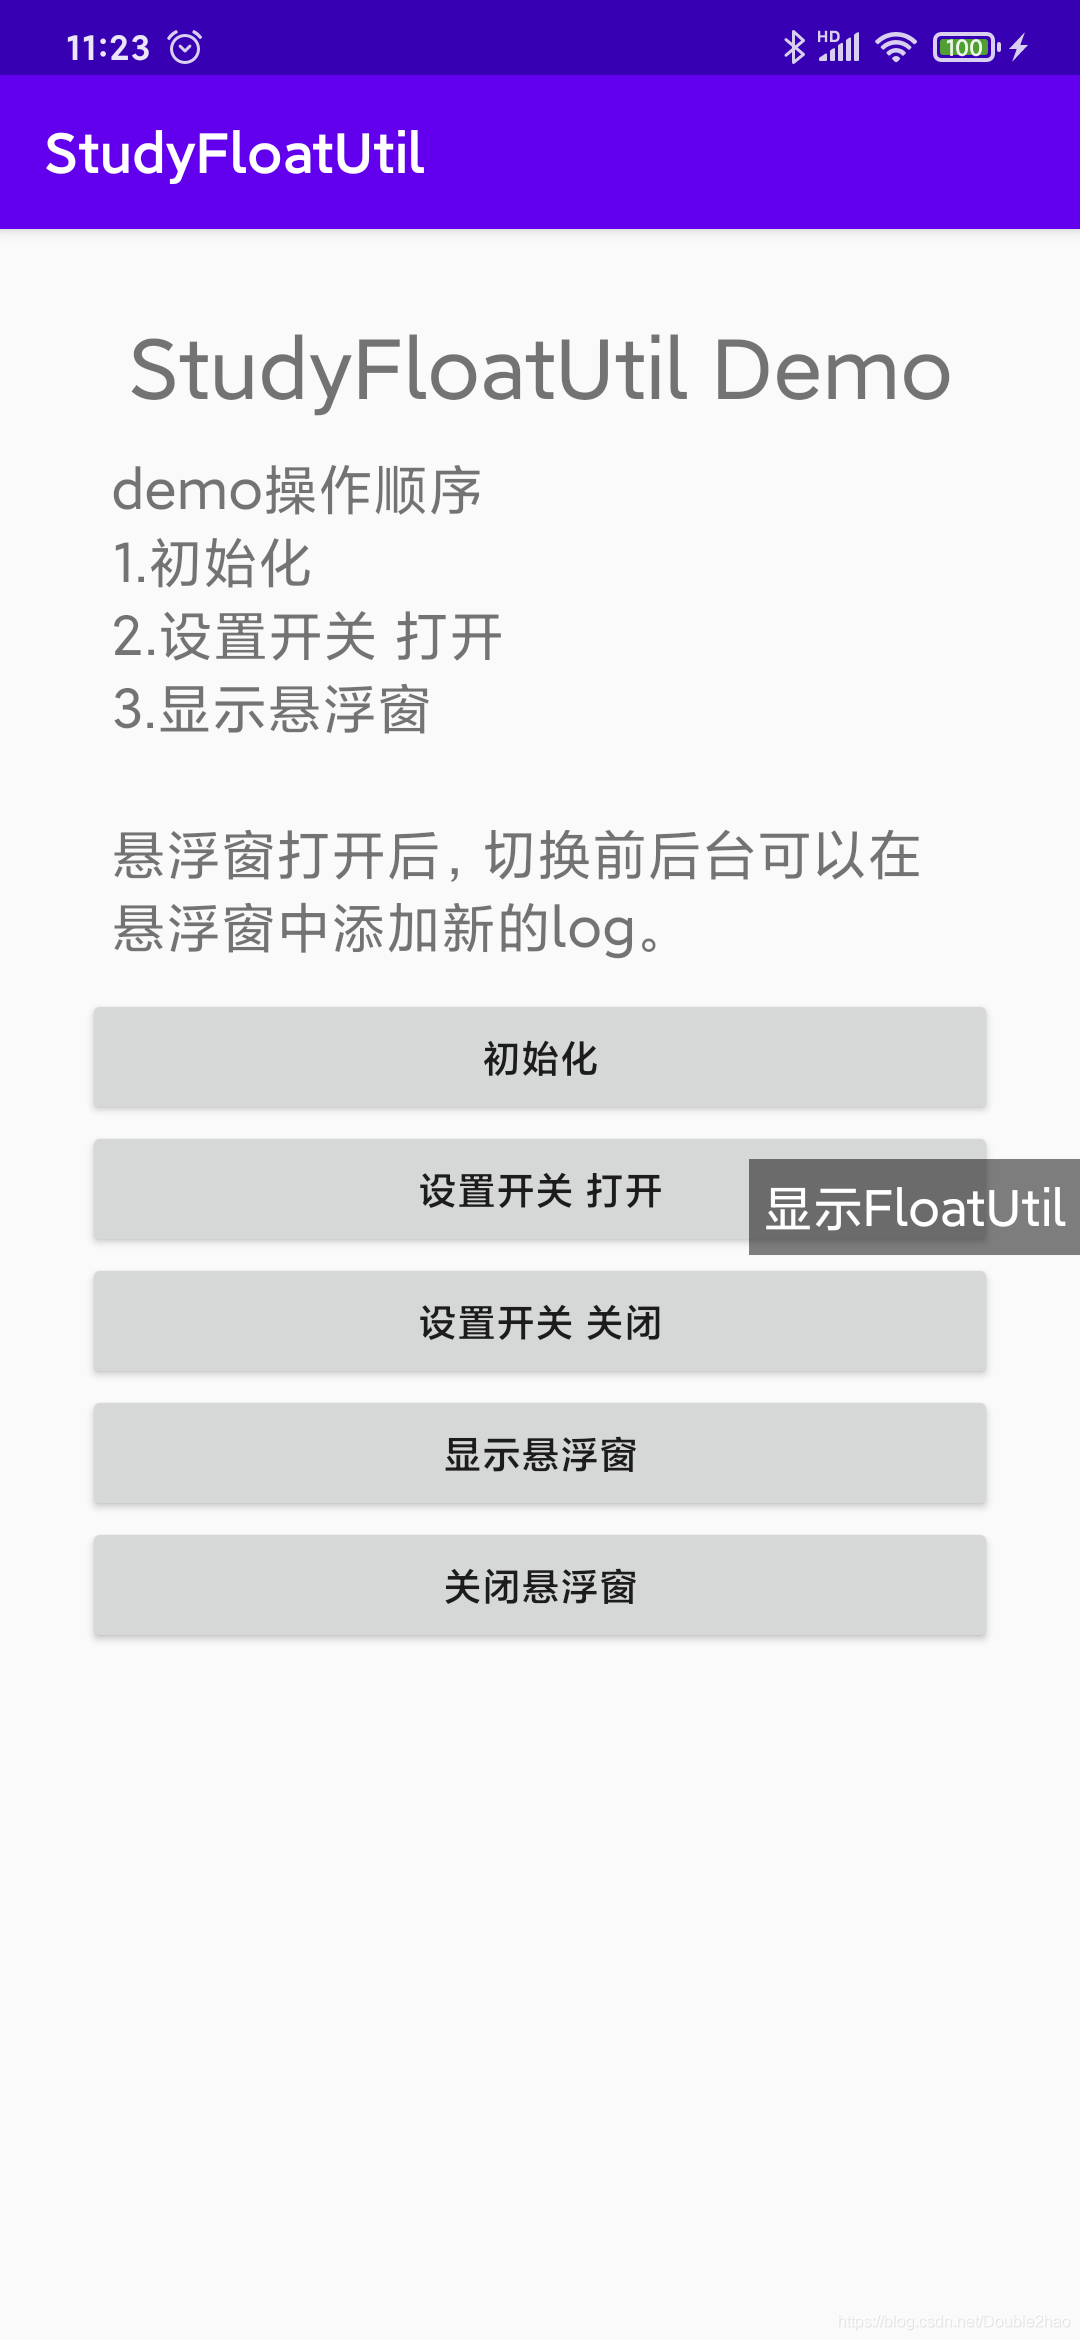 11:23
HD
100
StudyFloatUtil
StudyFloatUtil Demo
demo操作顺序
1.初始化
2.设置开关 打开
3.显示悬浮窗
悬浮窗打开后，切换前后台可以在
悬浮窗中添加新的log。
初始化
设置开关 打开
显示FloatUtil
设置开关 关闭
显示悬浮窗
关闭悬浮窗
https://blog.csdn.net/Double2hao